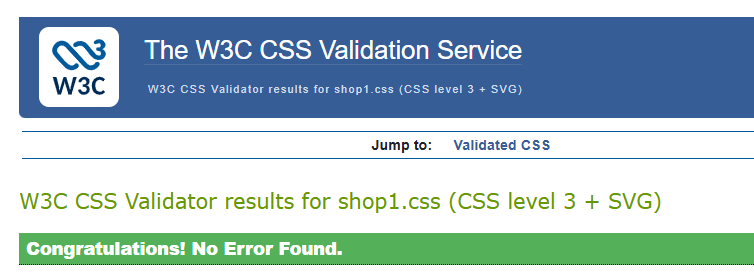 W3C
The W3C CSS Validation Service
W3C CSS Validator results for shop1.css (CSS level 3 + SVG)
Jump to: Validated CSS
W3C CSS Validator results for shop1.css (CSS level 3 + SVG)
Congratulations! No Error Found.